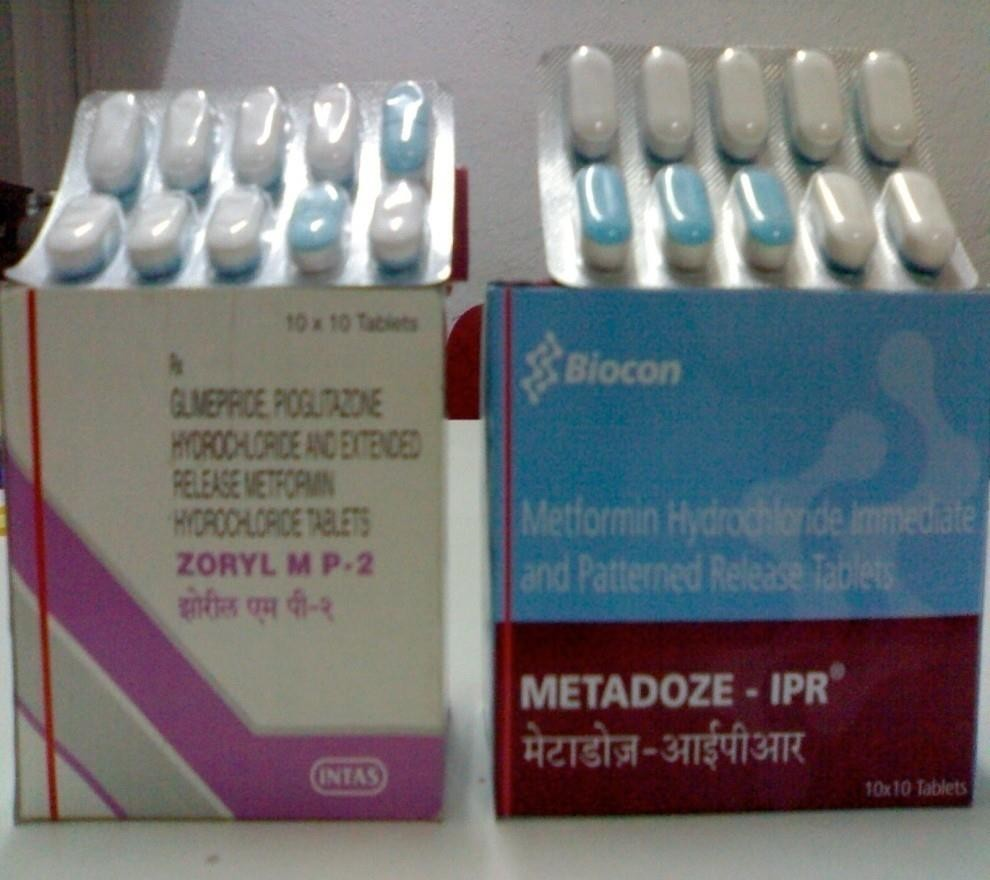 10 x 10 Tablets
Rx
GLIMEPIRIDE, PIOGLITAZONE
HYDROCHLORIDE AND EXTENDED
RELEASE METFORMIN
HYDROCHLORIDE TABLETS
ZORYL M P-2
झोरील एम पी-२
INTAS
Biocon
Metformin Hydrochloride Immediate
and Patterned Release Tablets
METADOZE - IPR®
मेटाडोज़-आईपीआर
10x10 Tablets